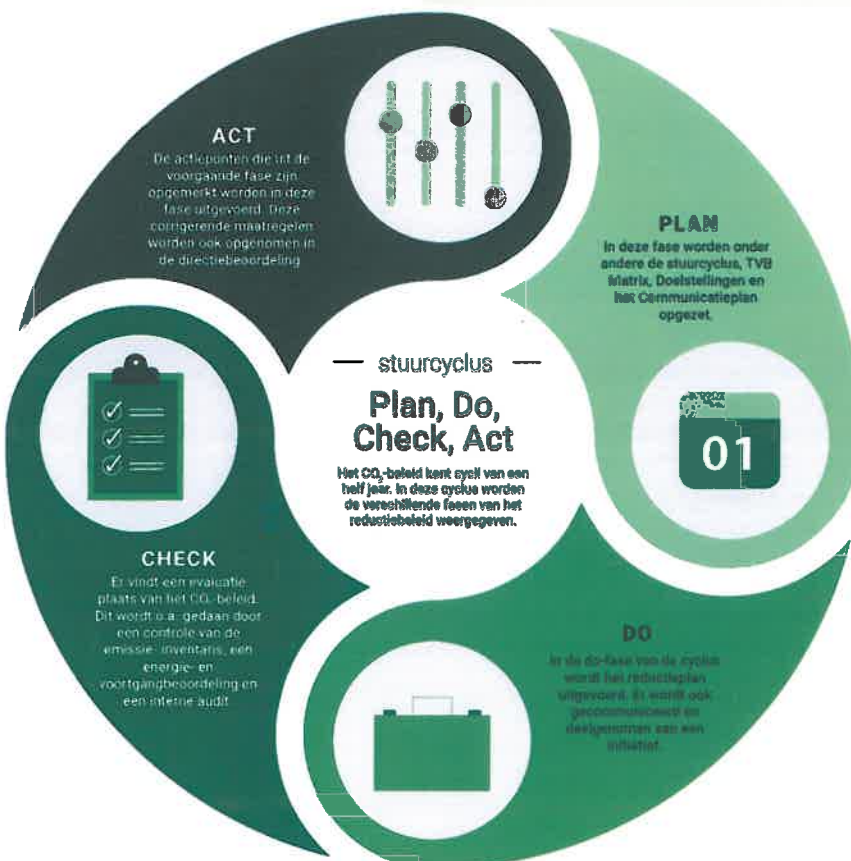 ACT
De actiepunten die uit de
voorgaande fase zijn
opgemerkt worden in deze
fase uitgevoerd. Deze
corrigerende maatregelen
worden ook opgenomen in
de directiebeoordeling
PLAN
In deze fase worden onder
andere de stuurcyclus, TVB
Matrix, Doelstellingen en
het Communicatieplan
opgezet.
01
stuurcyclus
Plan, Do,
Check, Act
Het CO₂-beleid kent cycli van een
half jaar. In deze cyclus worden
de verschillende fasen van het
reductiebeleid weergegeven.
CHECK
Er vindt een evaluatie
plaats van het CO₂-beleid.
Dit wordt o.a. gedaan door
een controle van de
emissie-inventaris, een
energie- en
voortgangbeoordeling en
een interne audit
DO
In de do-fase van de cyclus
wordt het reductieplan
uitgevoerd. Er wordt ook
gecommuniceerd en
deelgenomen aan een
initiatief.